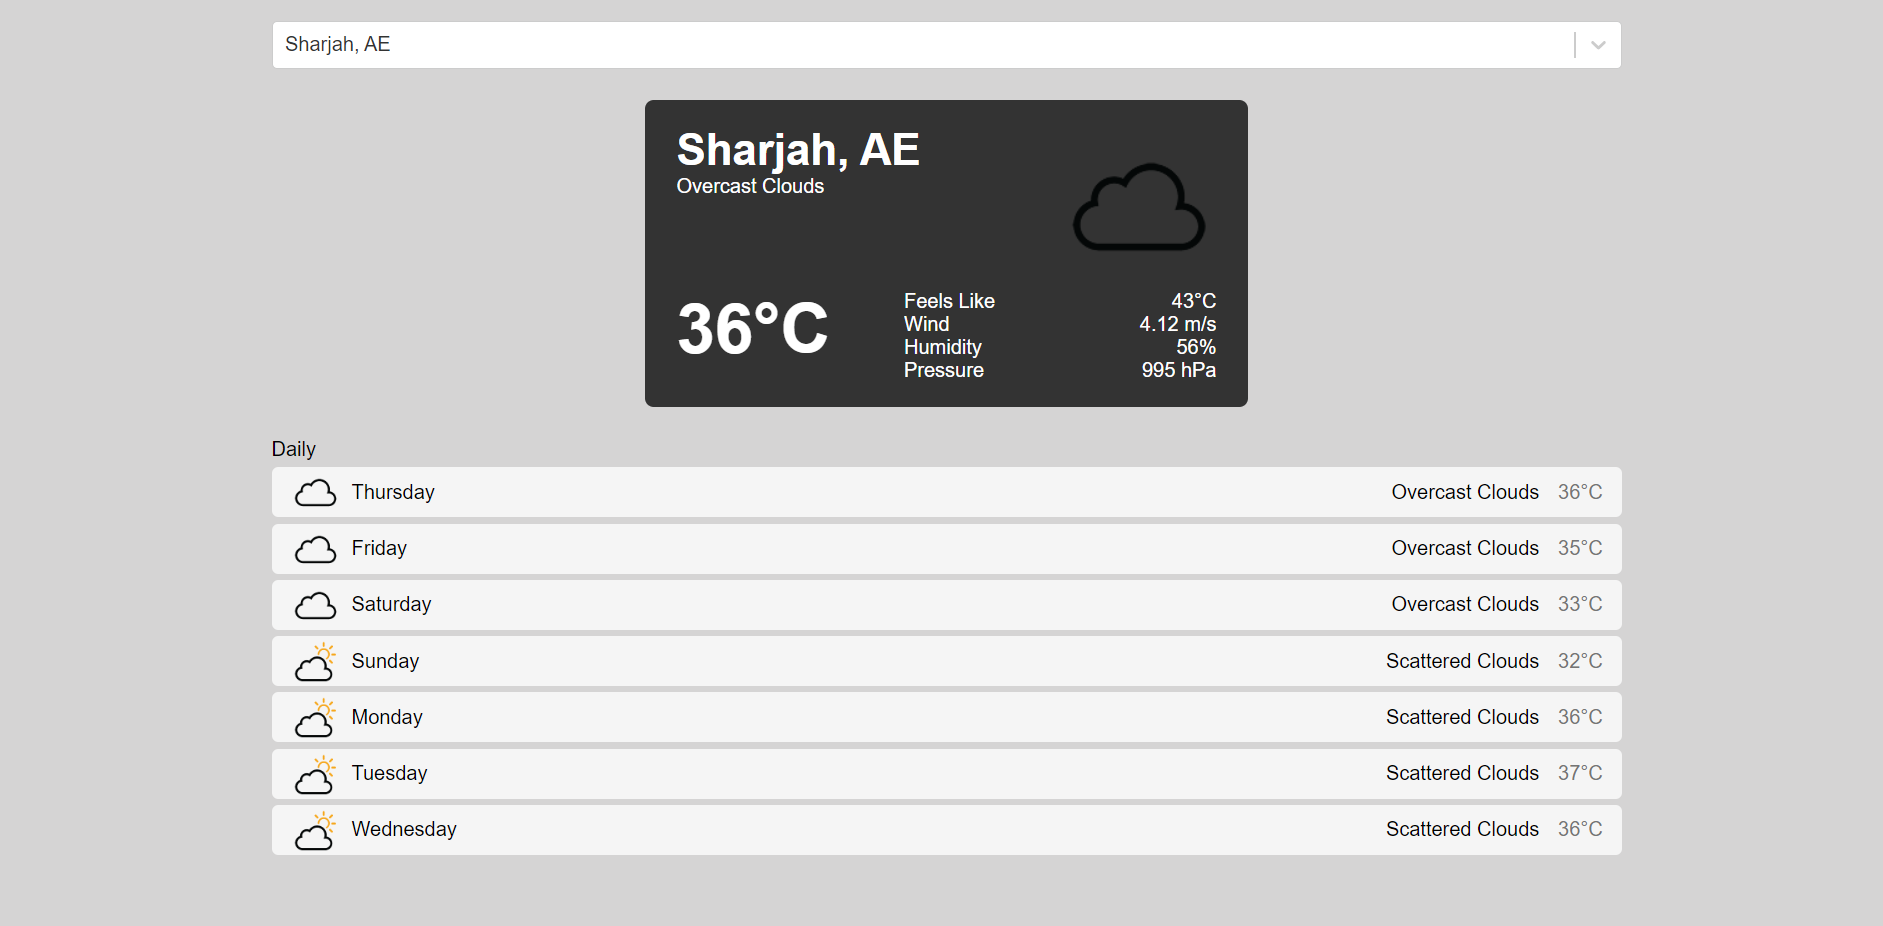 Sharjah, AE
Sharjah, AE
Overcast Clouds
36°C
Feels Like 43°C
Wind 4.12 m/s
Humidity 56%
Pressure 995 hPa
Daily
Thursday Overcast Clouds 36°C
Friday Overcast Clouds 35°C
Saturday Overcast Clouds 33°C
Sunday Scattered Clouds 32°C
Monday Scattered Clouds 36°C
Tuesday Scattered Clouds 37°C
Wednesday Scattered Clouds 36°C